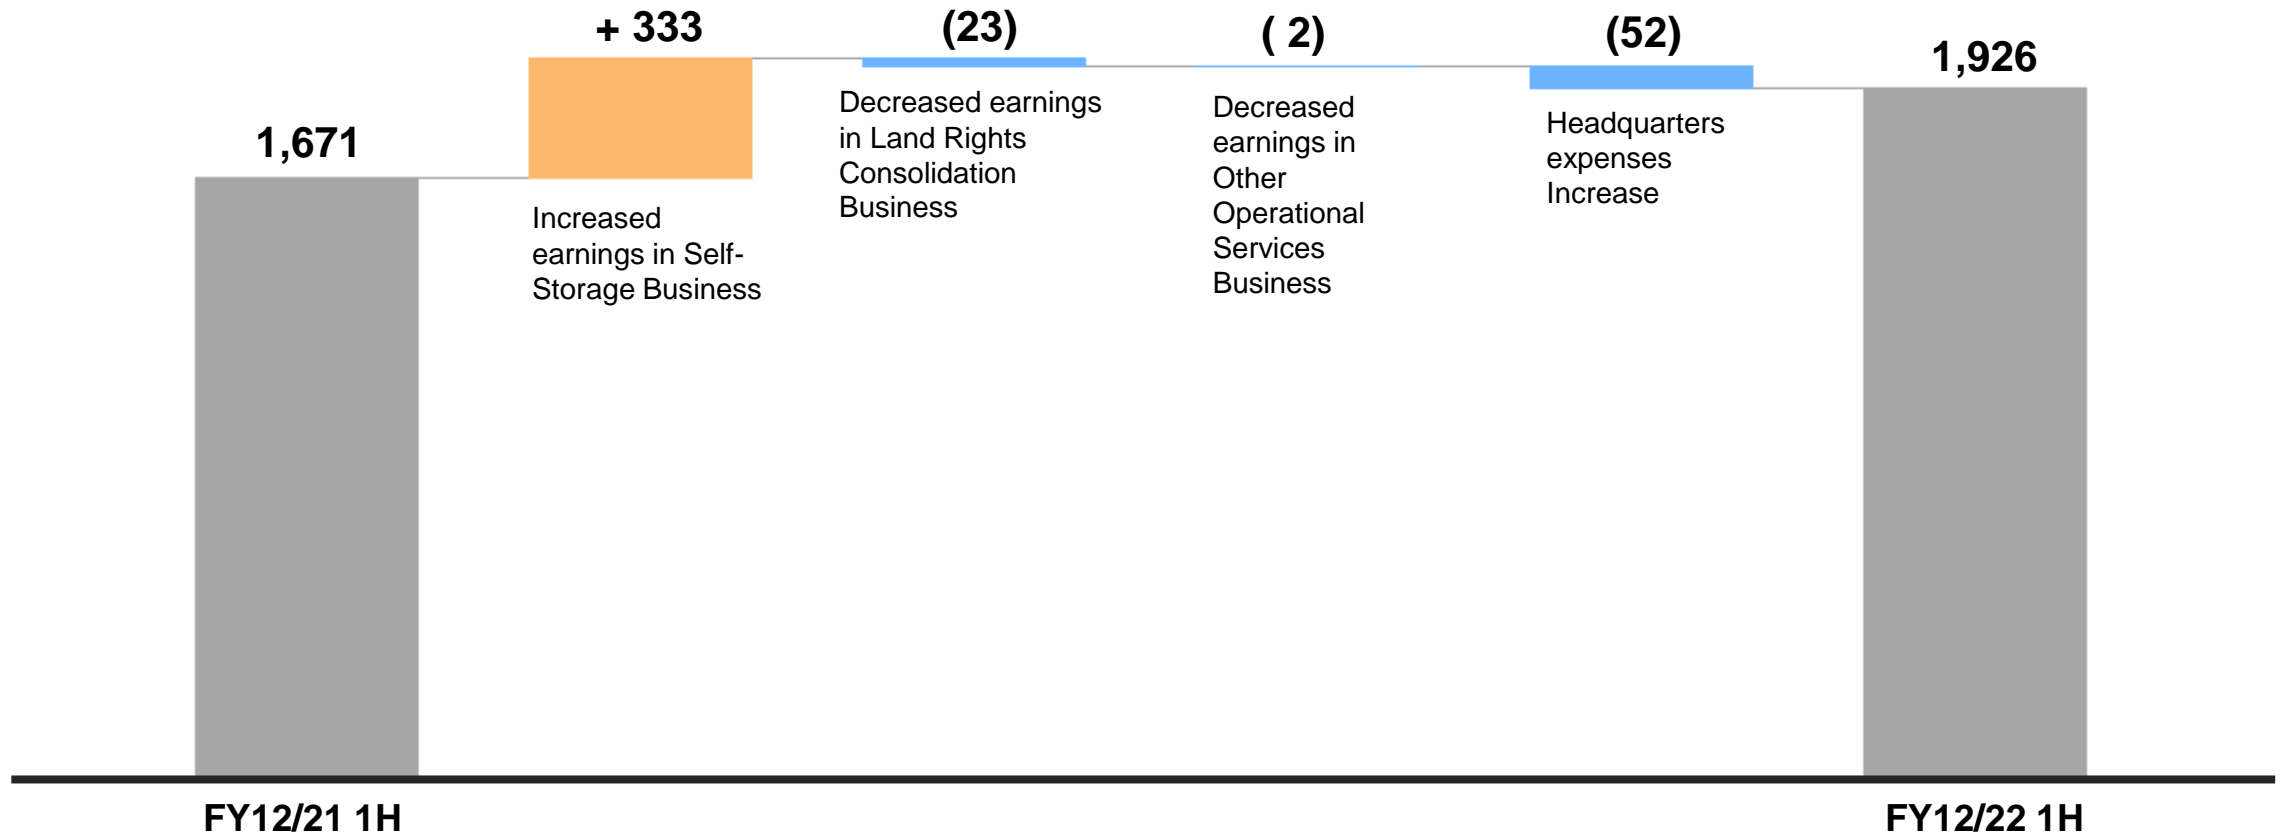 + 333
(23)
( 2)
(52)
1,926
1,671
Increased
earnings in Self-
Storage Business
Decreased earnings
in Land Rights
Consolidation
Business
Decreased
earnings in
Other
Operational
Services
Business
Headquarters
expenses
Increase
FY12/21 1H
FY12/22 1H